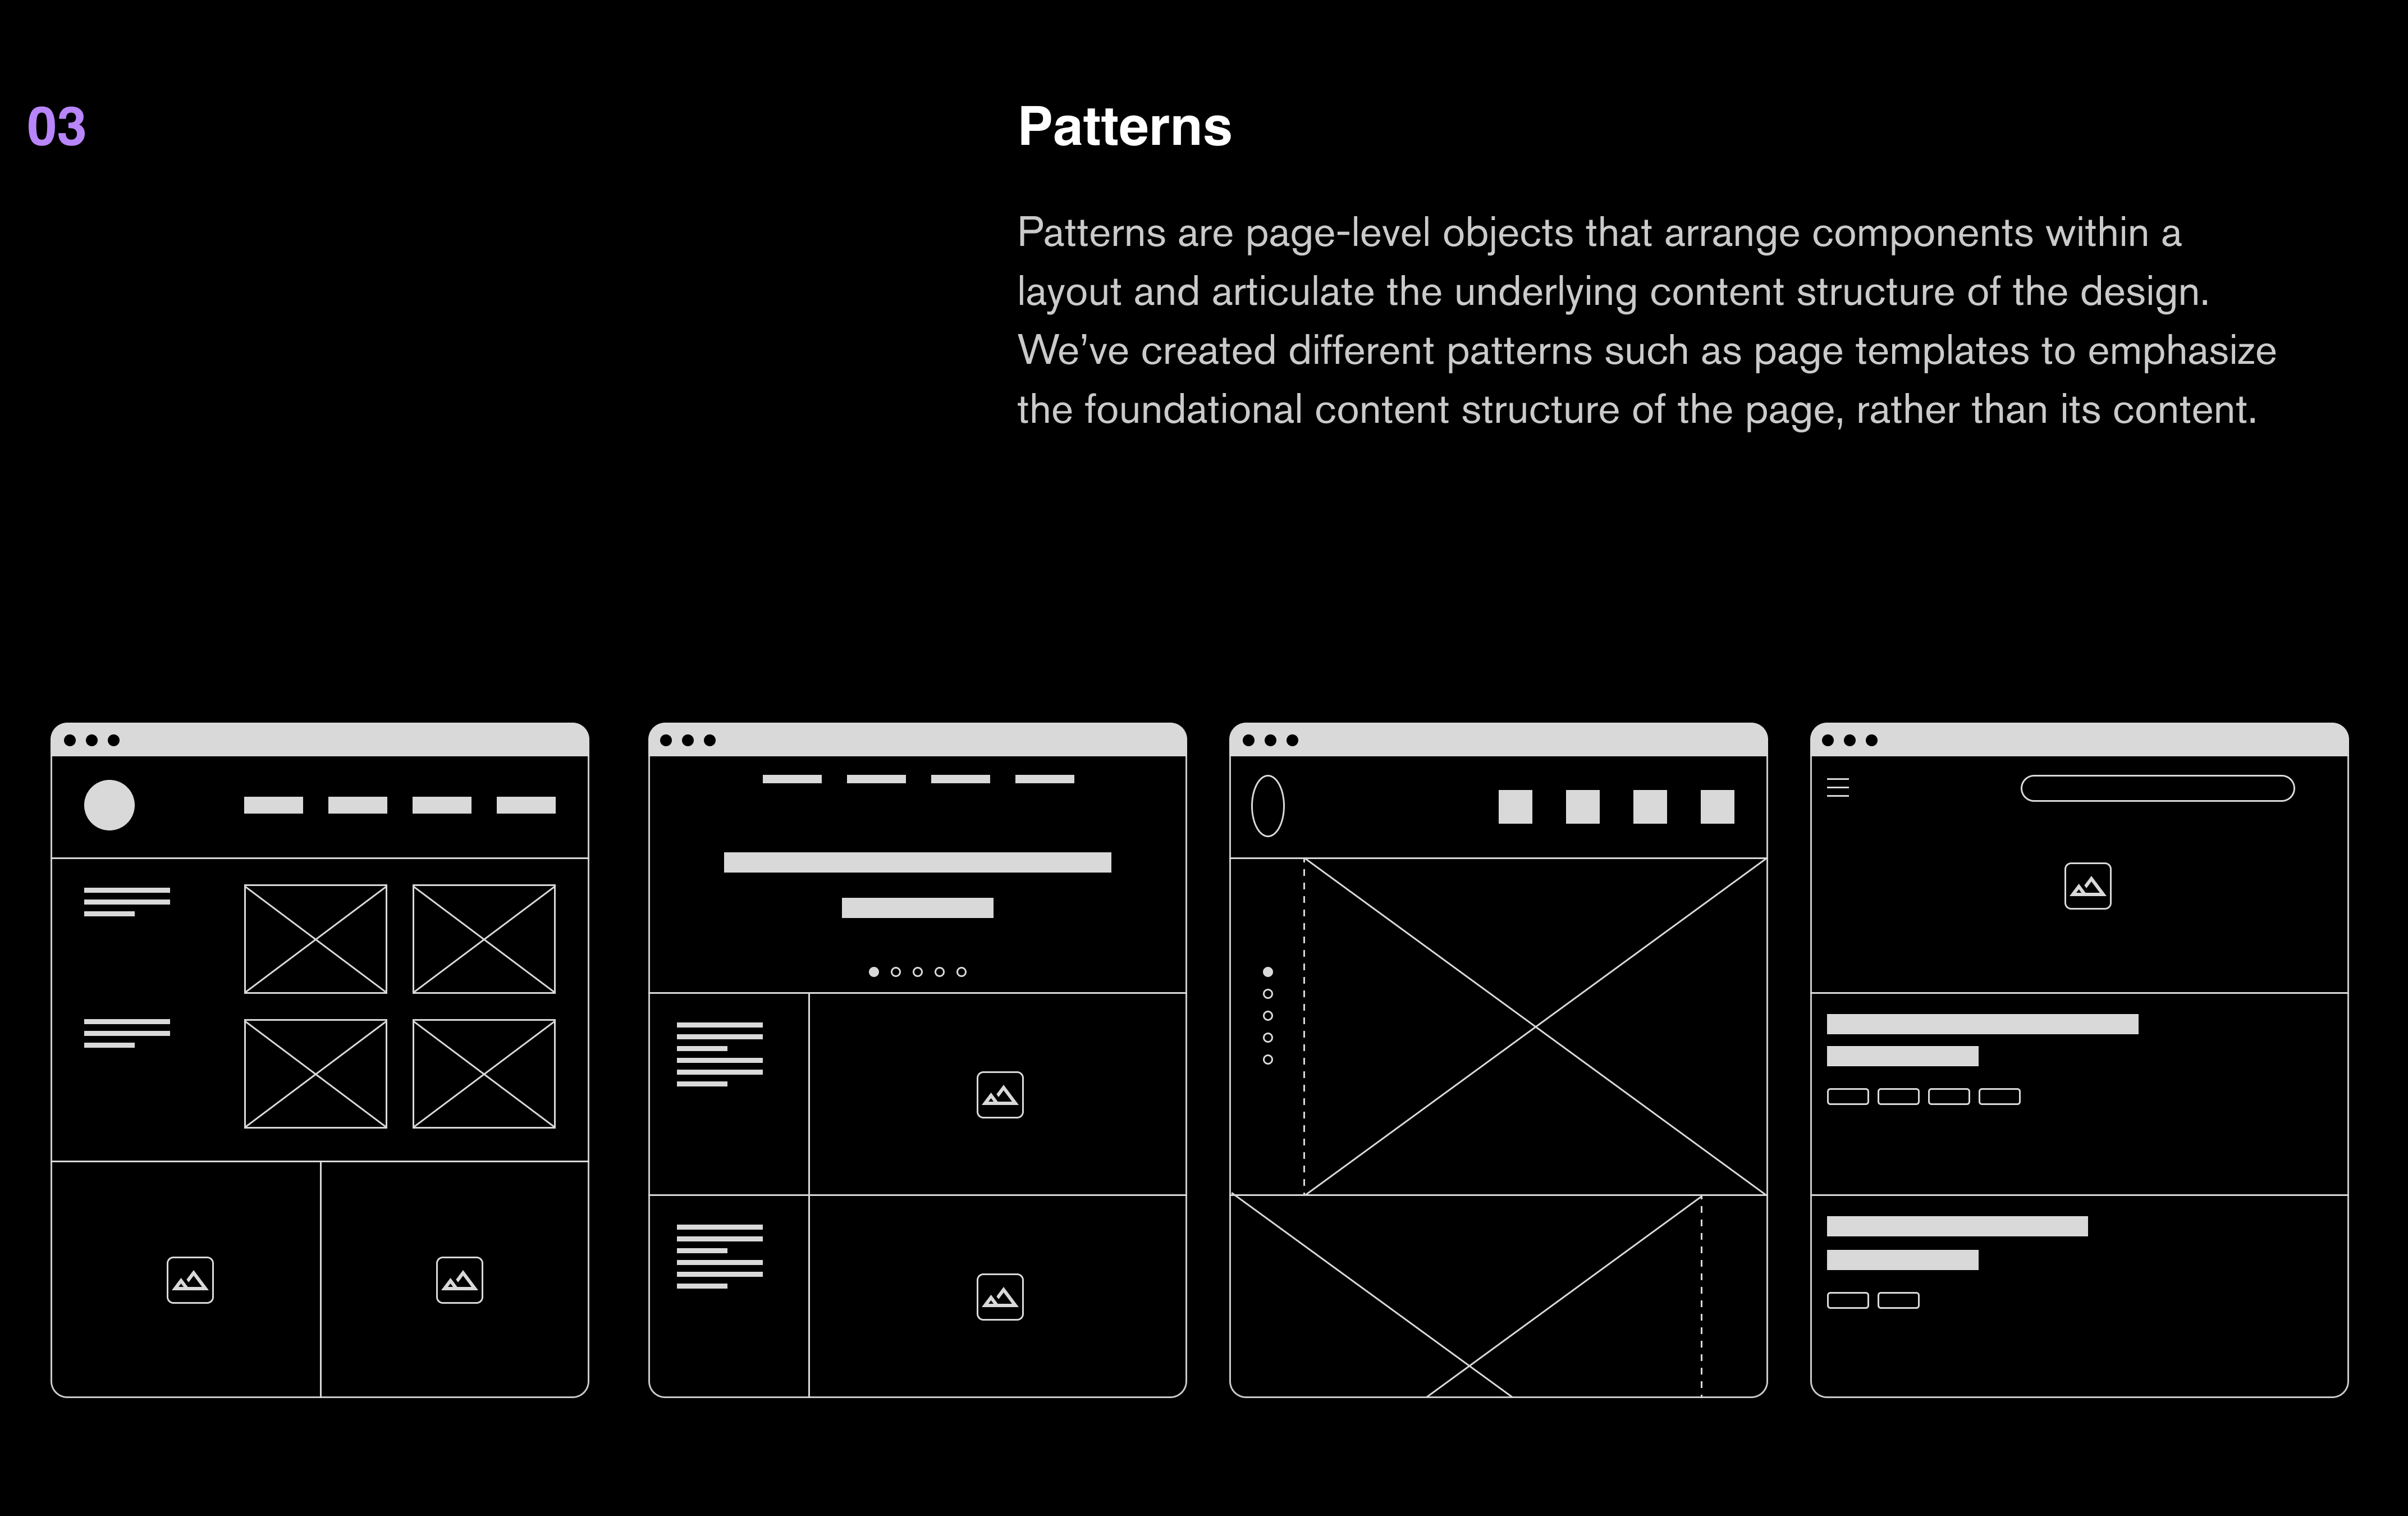 03
Patterns
Patterns are page-level objects that arrange components within a
layout and articulate the underlying content structure of the design.
We’ve created different patterns such as page templates to emphasize
the foundational content structure of the page, rather than its content.